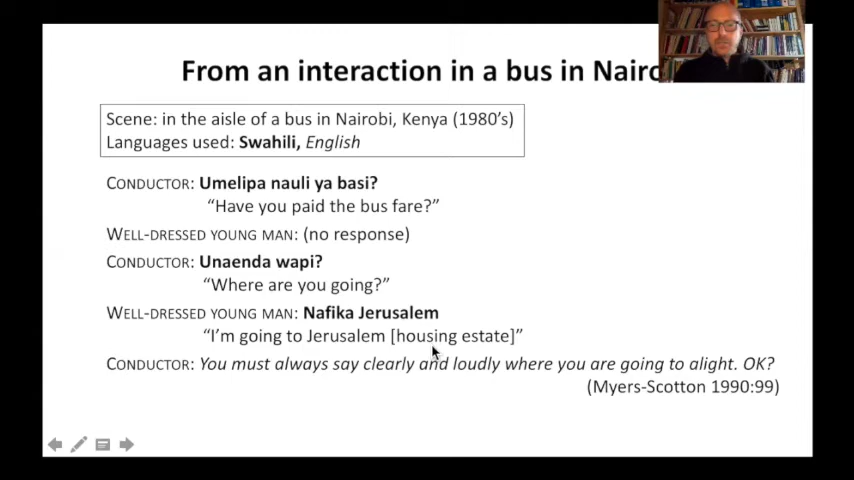 From an interaction in a bus in Nairo
Scene: in the aisle of a bus in Nairobi, Kenya (1980’s)
Languages used: Swahili, English
CONDUCTOR: Umelipa nauli ya basi?
“Have you paid the bus fare?”
WELL-DRESSED YOUNG MAN: (no response)
CONDUCTOR: Unaenda wapi?
“Where are you going?”
WELL-DRESSED YOUNG MAN: Nafika Jerusalem
“I’m going to Jerusalem [housing estate]”
CONDUCTOR: You must always say clearly and loudly where you are going to alight. OK?
(Myers-Scotton 1990:99)